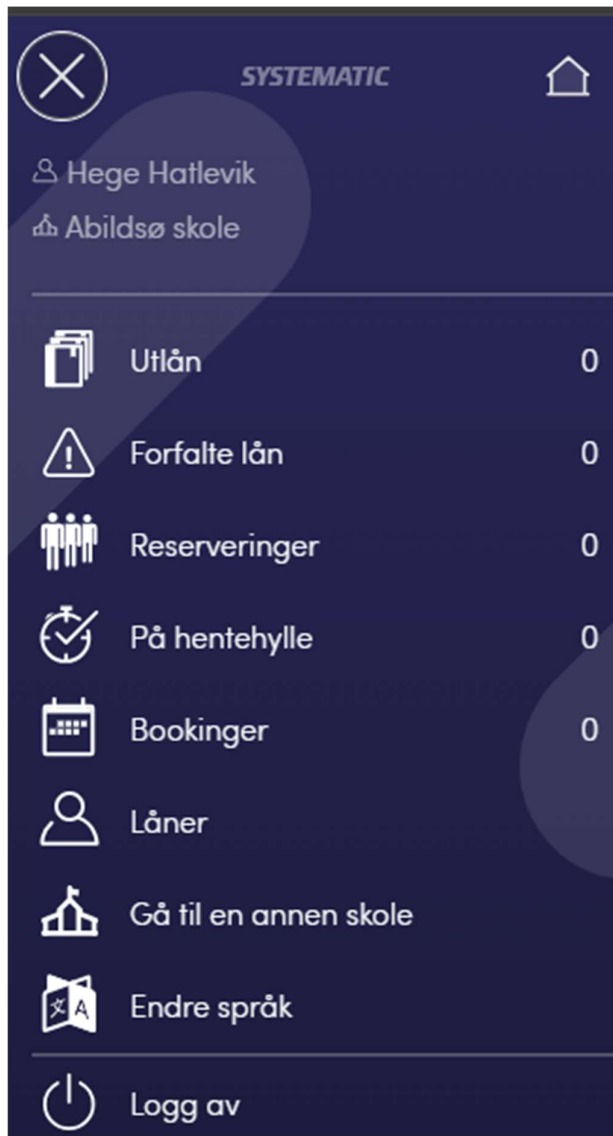 SYSTEMATIC
Hege Hatlevik
Abildsø skole
Utlån 0
Forfalte lån 0
Reserveringer 0
På hentehylle 0
Bookinger 0
Låner
Gå til en annen skole
文 A Endre språk
Logg av